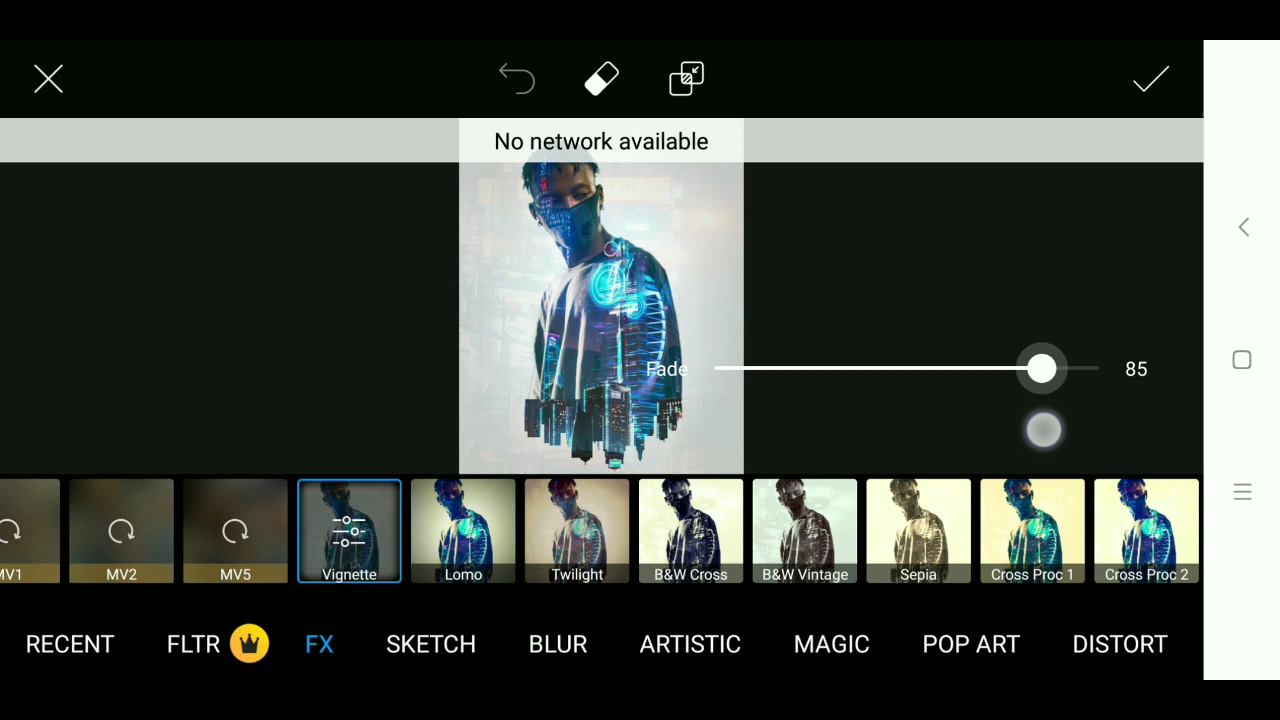 No network available
Fade 85
MV1 MV2 MV5 Vignette Lomo Twilight B&W Cross B&W Vintage Sepia Cross Proc 1 Cross Proc 2
RECENT FLTR FX SKETCH BLUR ARTISTIC MAGIC POP ART DISTORT